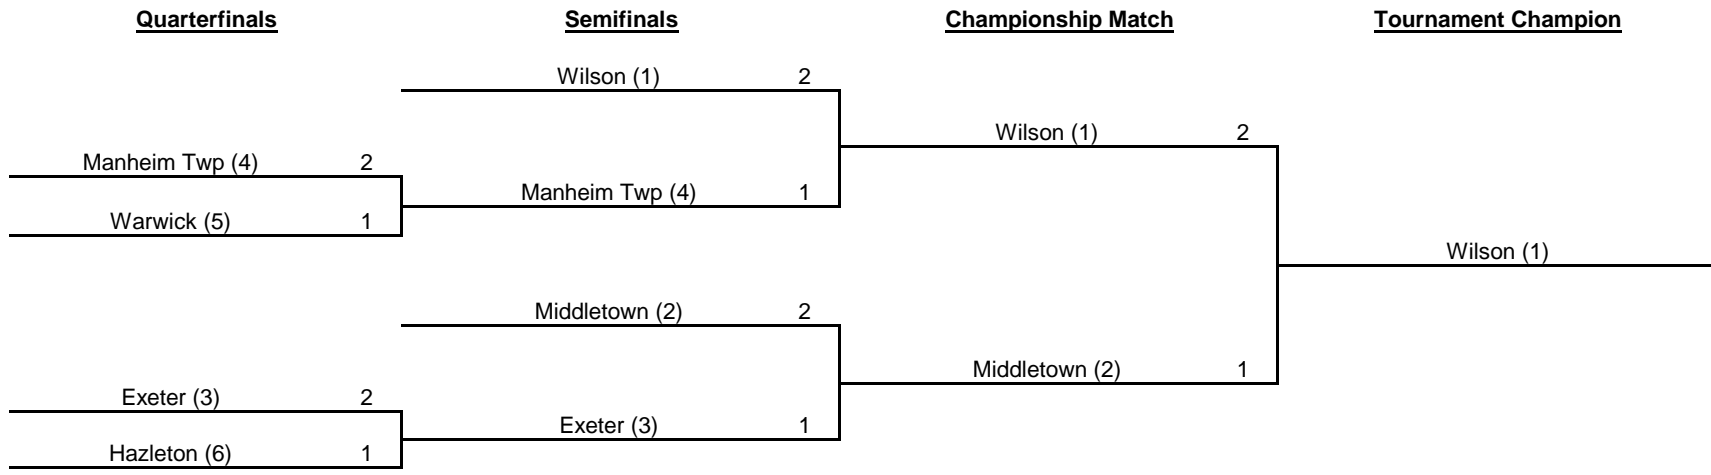 Quarterfinals Semifinals Championship Match Tournament Champion
Wilson (1) 2
Wilson (1) 2
Manheim Twp (4) 2
Manheim Twp (4) 1
Warwick (5) 1
Wilson (1)
Middletown (2) 2
Middletown (2) 1
Exeter (3) 2
Exeter (3) 1
Hazleton (6) 1